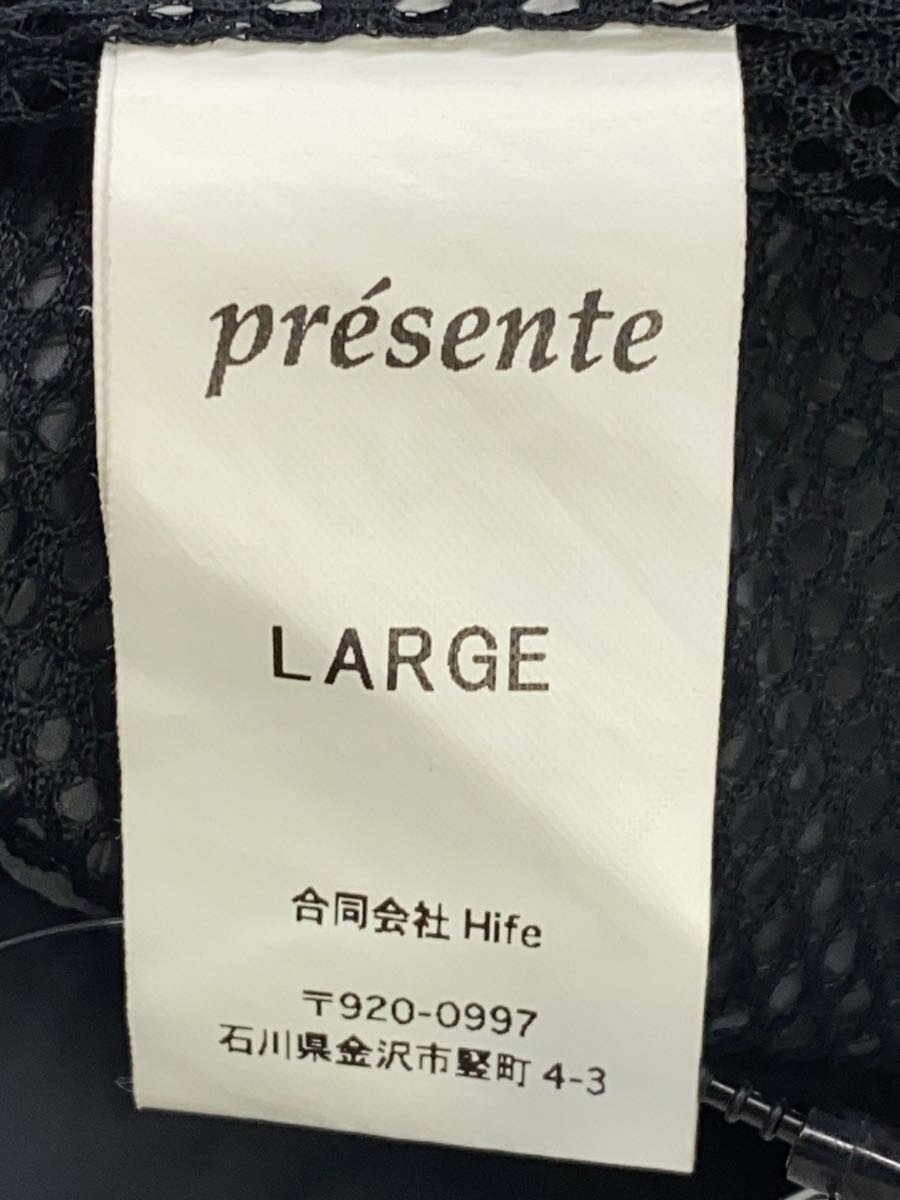 présente
LARGE
合同会社 Hife
〒920-0997
石川県金沢市竪町 4-3